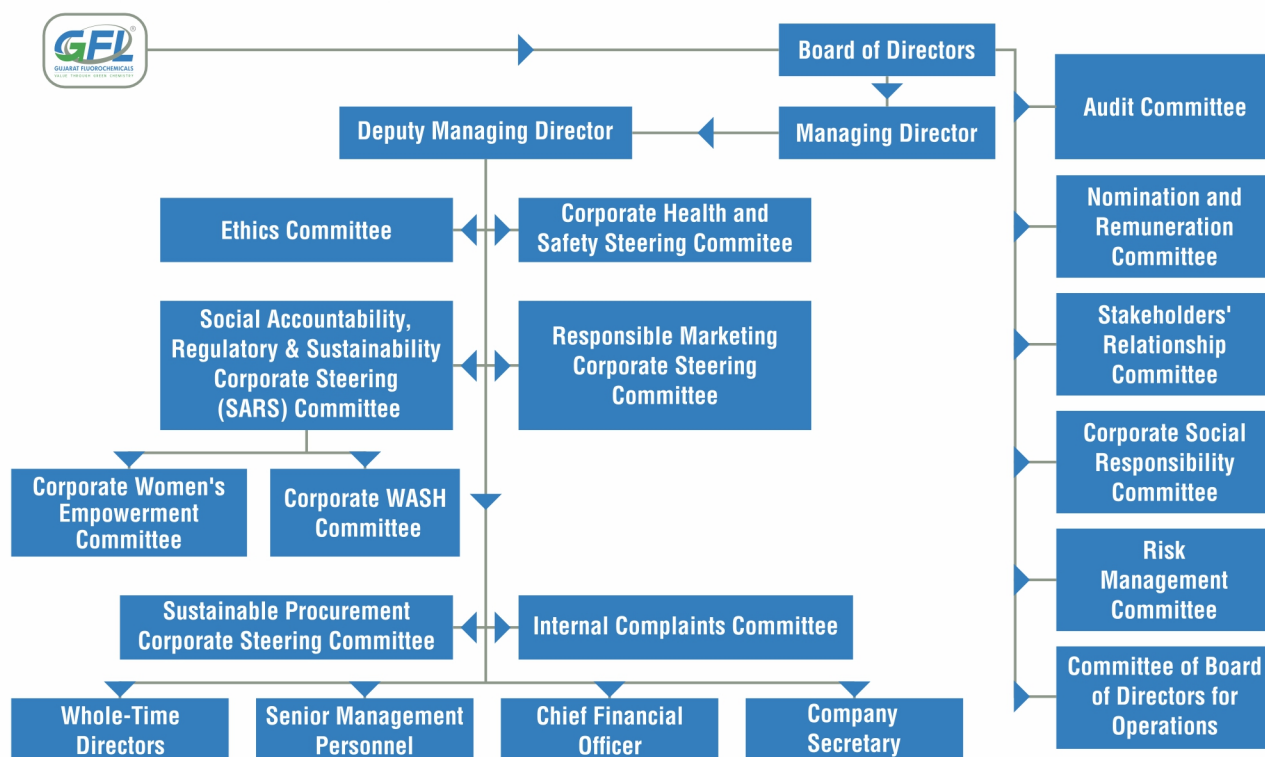 GFL
®
GUJARAT FLUOROCHEMICALS
VALUE THROUGH GREEN CHEMISTRY
Board of Directors
Audit Committee
Deputy Managing Director
Managing Director
Nomination and
Remuneration
Committee
Ethics Committee
Corporate Health and
Safety Steering Commitee
Stakeholders'
Relationship
Committee
Social Accountability,
Regulatory & Sustainability
Corporate Steering
(SARS) Committee
Responsible Marketing
Corporate Steering
Committee
Corporate Social
Responsibility
Committee
Corporate Women's
Empowerment
Committee
Corporate WASH
Committee
Risk
Management
Committee
Sustainable Procurement
Corporate Steering Committee
Internal Complaints Committee
Committee of Board
of Directors for
Operations
Whole-Time
Directors
Senior Management
Personnel
Chief Financial
Officer
Company
Secretary